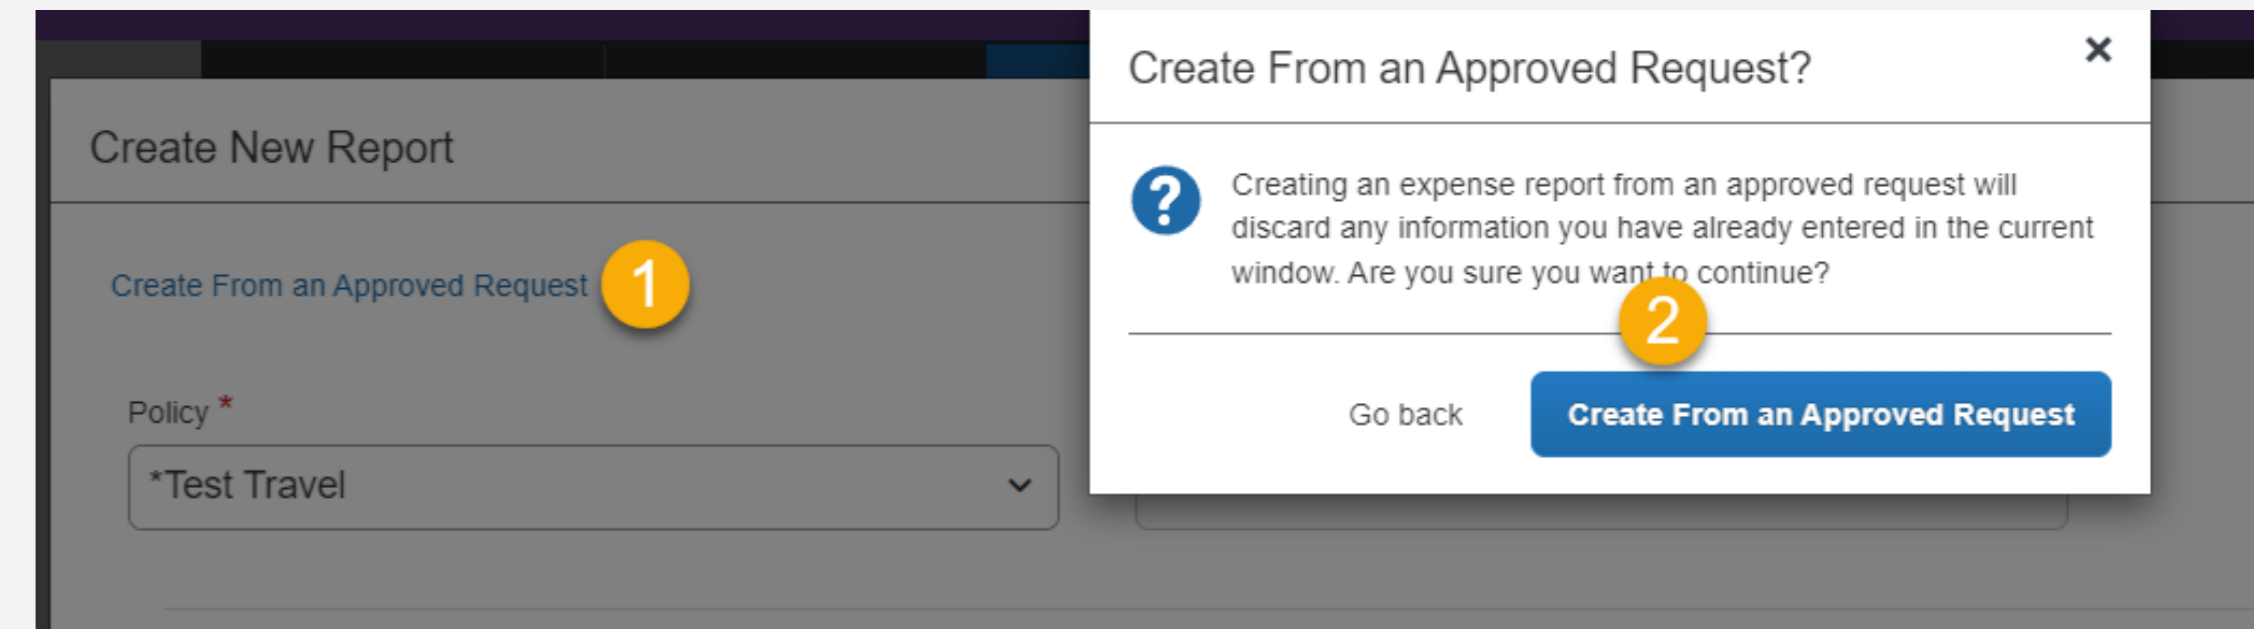 Create New Report
Create From an Approved Request
1
Policy *
*Test Travel
Create From an Approved Request?
Creating an expense report from an approved request will
discard any information you have already entered in the current
window. Are you sure you want to continue?
2
Go back
Create From an Approved Request